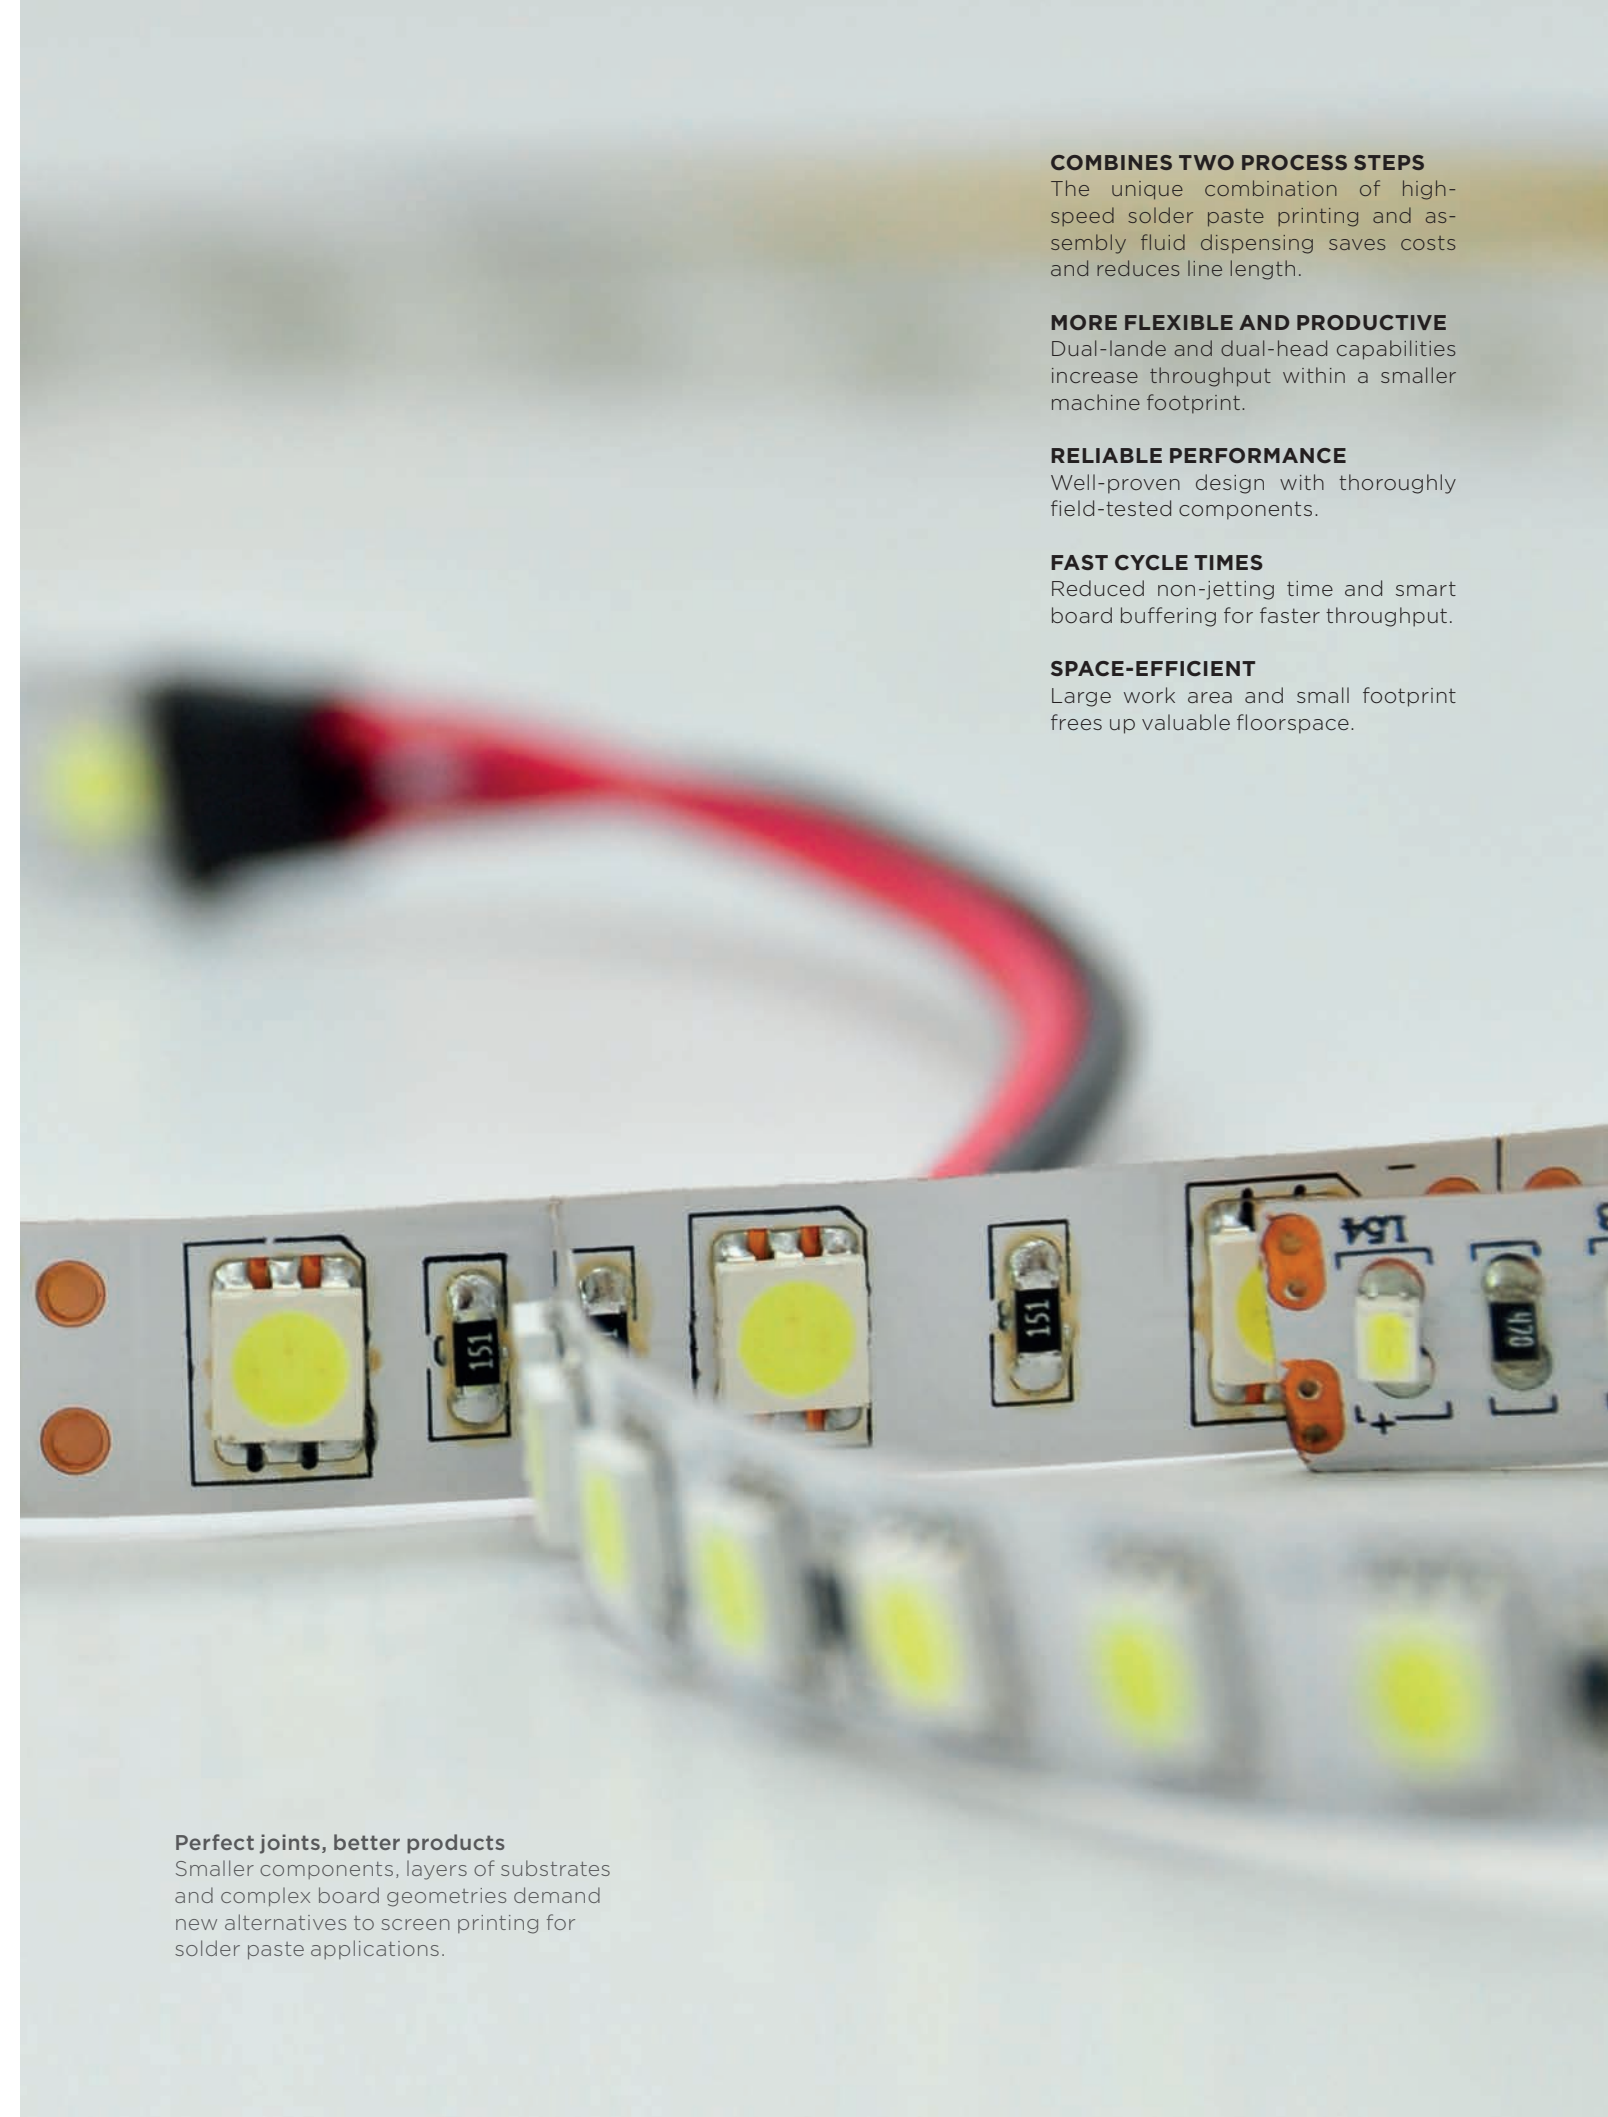 COMBINES TWO PROCESS STEPS
The unique combination of high-
speed solder paste printing and as-
sembly fluid dispensing saves costs
and reduces line length.
MORE FLEXIBLE AND PRODUCTIVE
Dual-lande and dual-head capabilities
increase throughput within a smaller
machine footprint.
RELIABLE PERFORMANCE
Well-proven design with thoroughly
field-tested components.
FAST CYCLE TIMES
Reduced non-jetting time and smart
board buffering for faster throughput.
SPACE-EFFICIENT
Large work area and small footprint
frees up valuable floorspace.
L54
151
151
470
+
Perfect joints, better products
Smaller components, layers of substrates
and complex board geometries demand
new alternatives to screen printing for
solder paste applications.